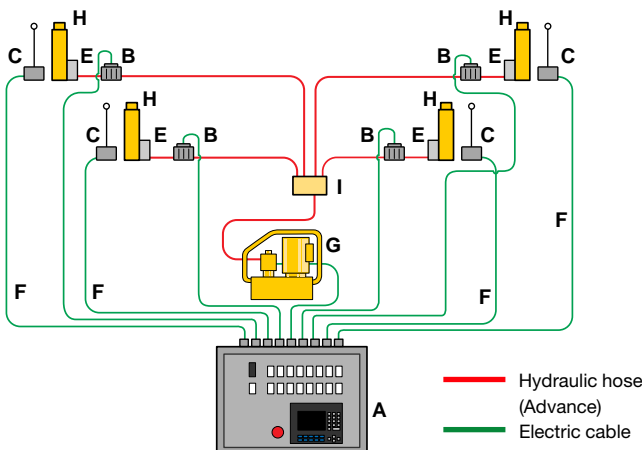 H H
C E B B E C
H H
C E B B E C
I
F
G
F F F
A
Hydraulic hose
(Advance)
Electric cable